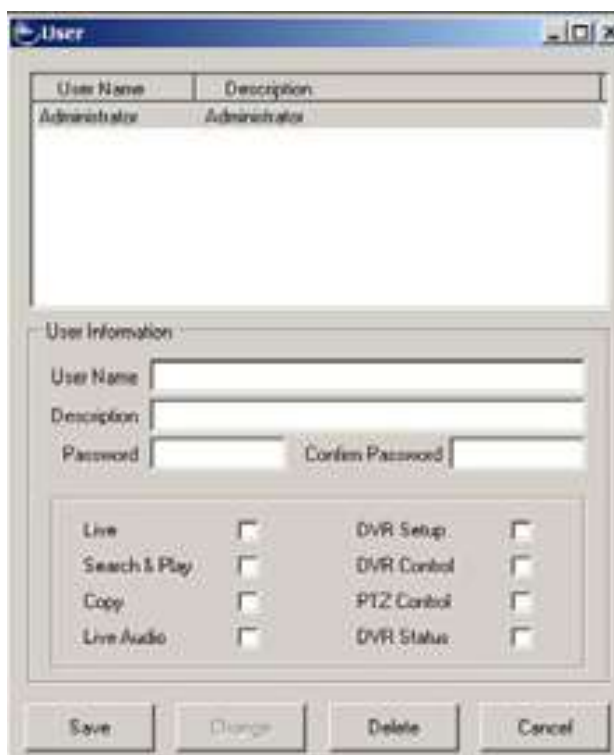 User
User Name Description
Administrator Administrator
User Information
User Name
Description
Password Confirm Password
Live DVR Setup
Search & Play DVR Control
Copy PTZ Control
Live Audio DVR Status
Save Change Delete Cancel